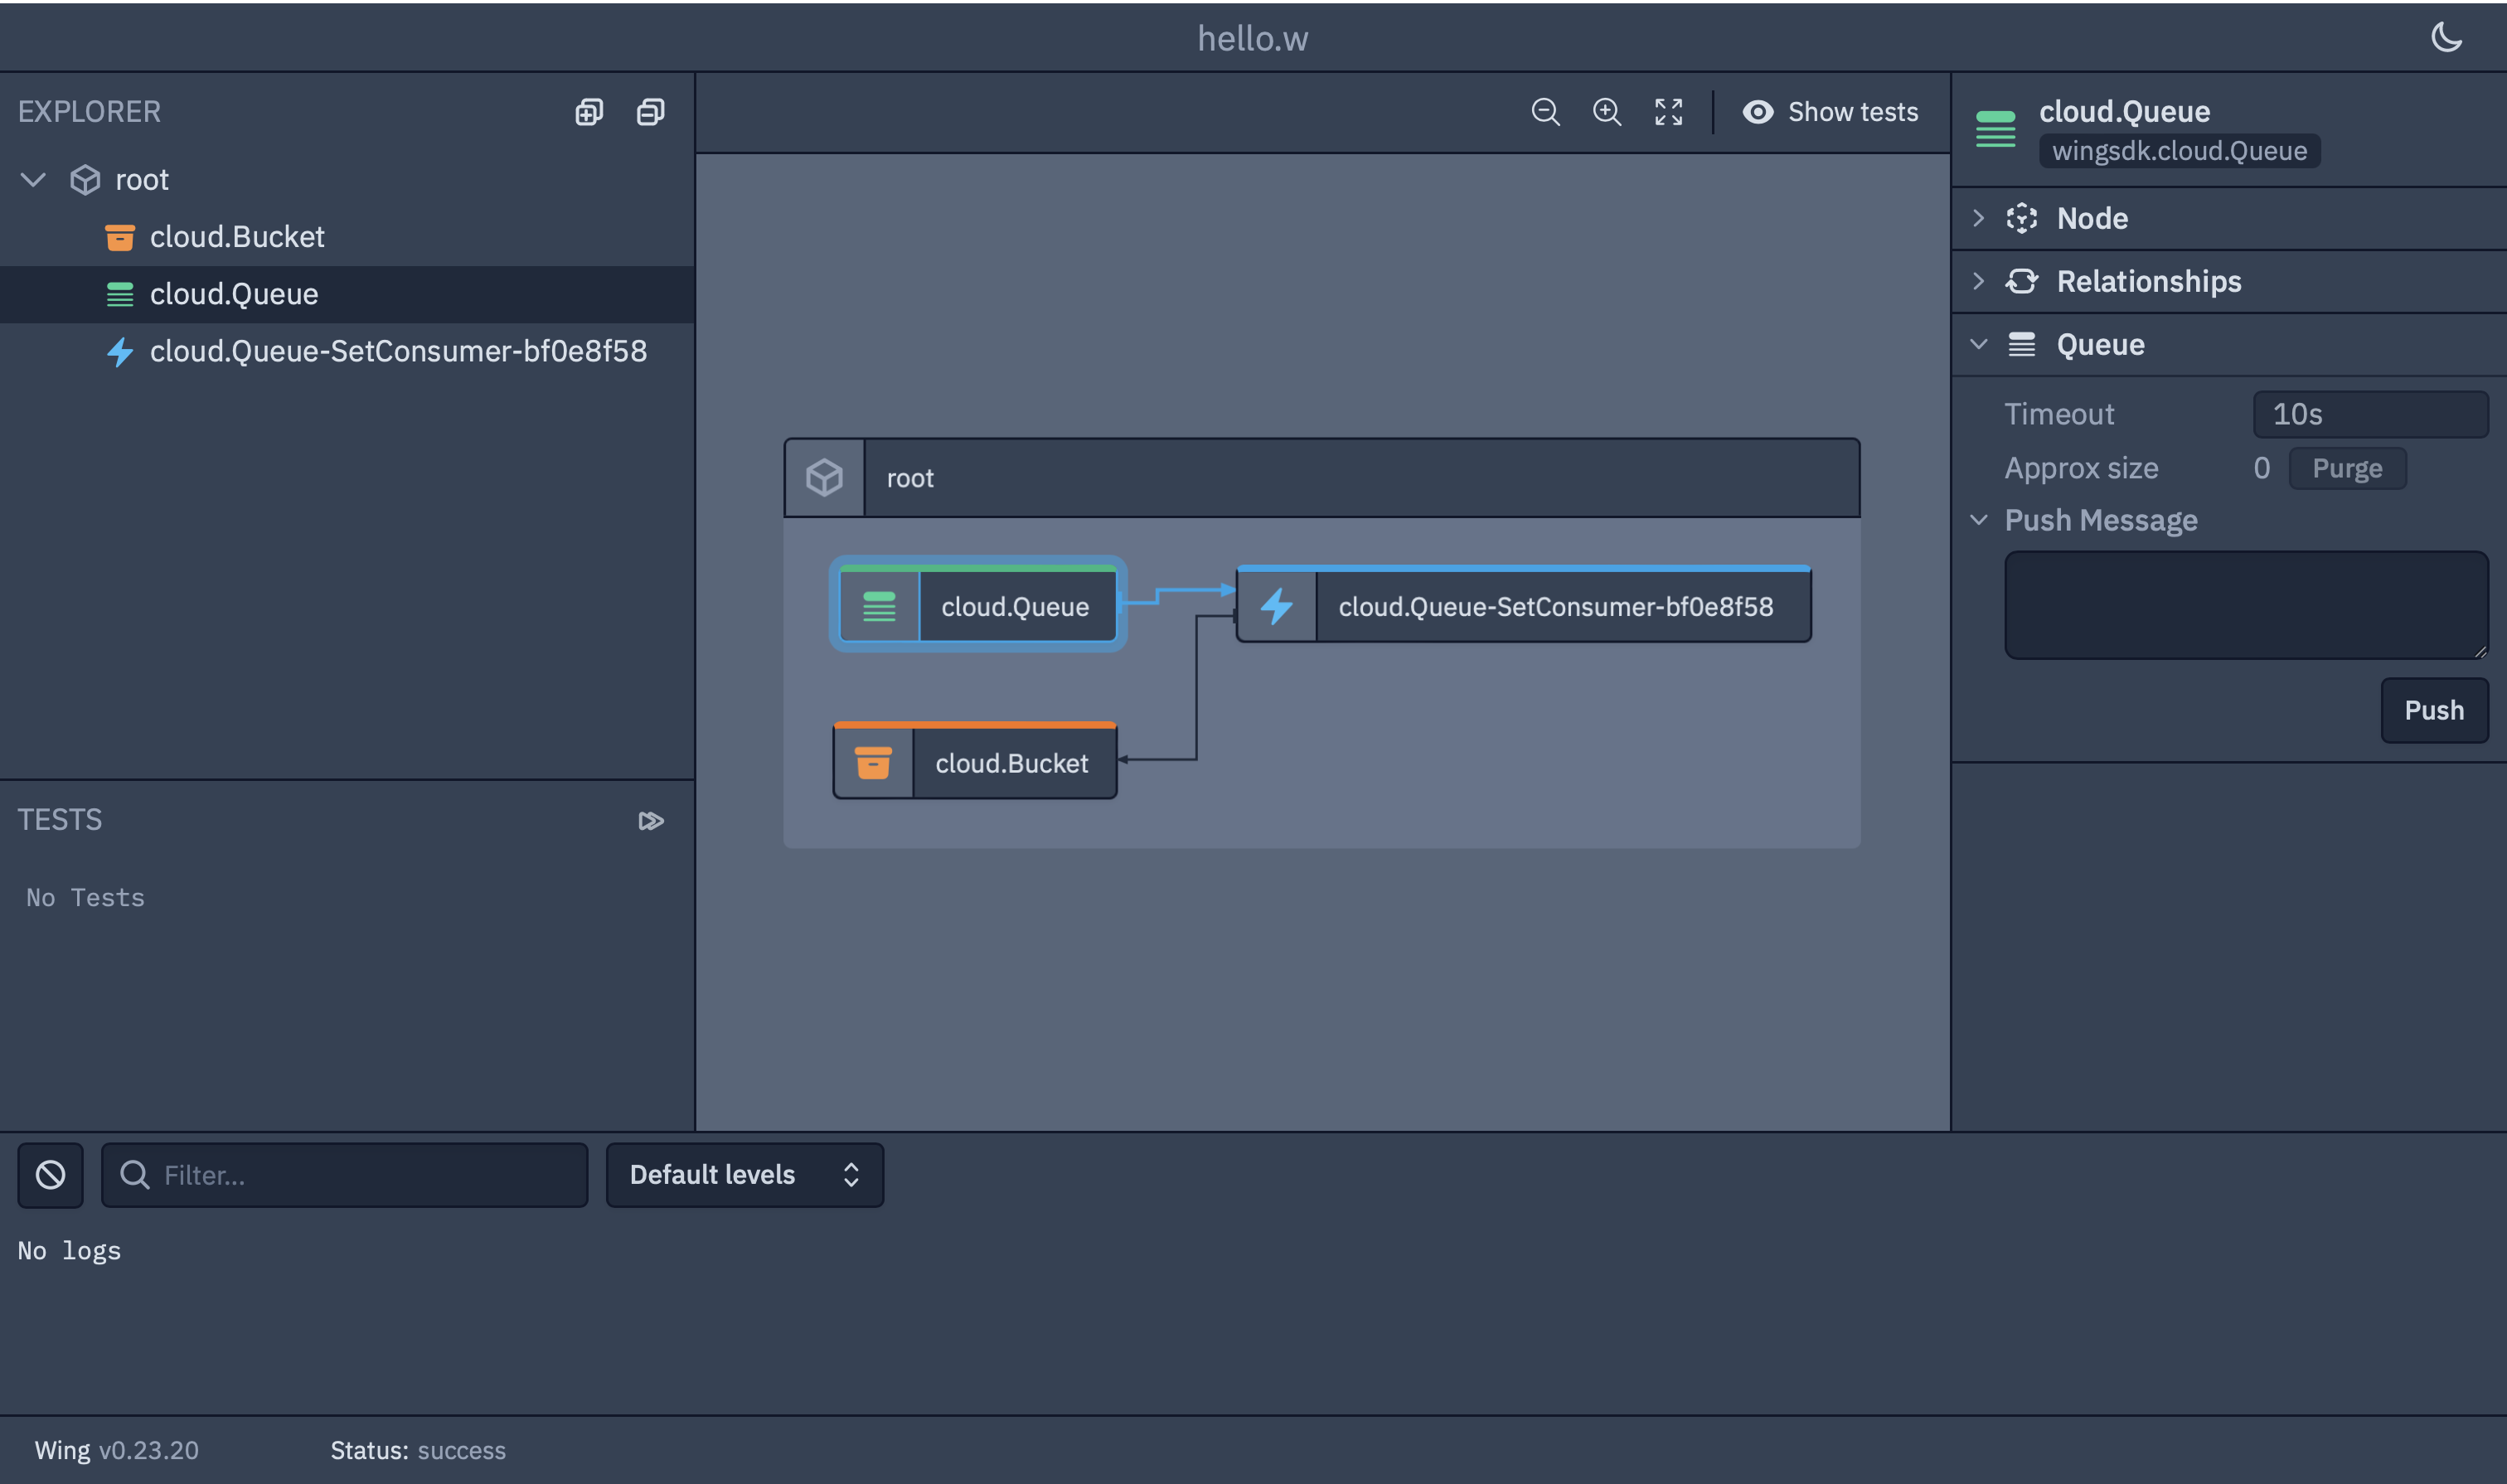 hello.w
EXPLORER
root
cloud.Bucket
cloud.Queue
cloud.Queue-SetConsumer-bf0e8f58
TESTS
No Tests
Show tests
root
cloud.Queue
cloud.Queue-SetConsumer-bf0e8f58
cloud.Bucket
cloud.Queue
wingsdk.cloud.Queue
Node
Relationships
Queue
Timeout 10s
Approx size 0 Purge
Push Message
Push
Filter... Default levels
No logs
Wing v0.23.20 Status: success